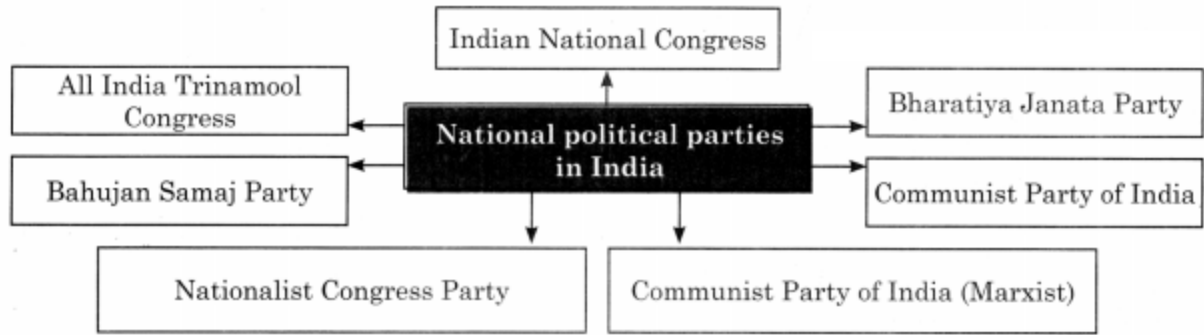 Indian National Congress
All India Trinamool
Congress
Bharatiya Janata Party
National political parties
in India
Bahujan Samaj Party
Communist Party of India
Nationalist Congress Party
Communist Party of India (Marxist)